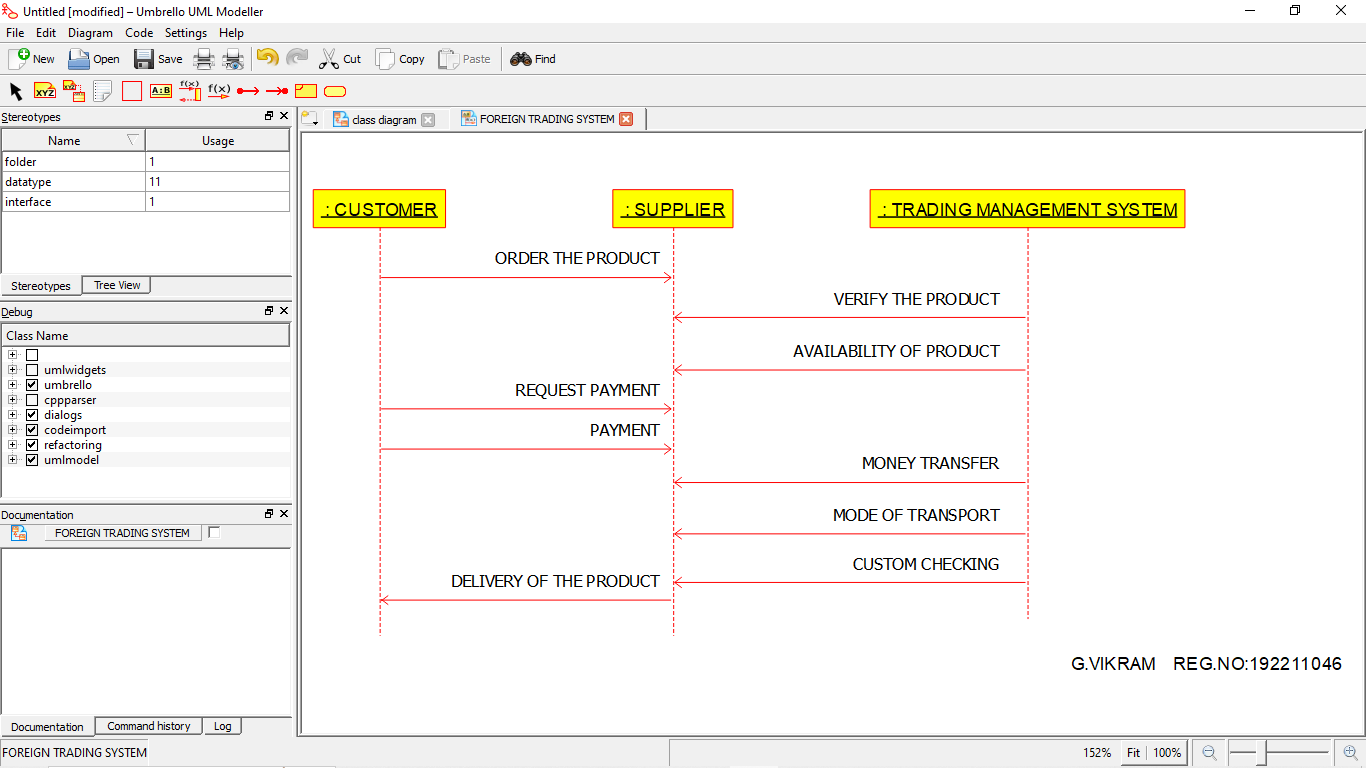 Untitled [modified] – Umbrello UML Modeller
File Edit Diagram Code Settings Help
New Open Save Cut Copy Paste Find
XYZ XYZ A:B f(x) f(x)
Stereotypes
Name Usage
folder 1
datatype 11
interface 1
Stereotypes Tree View
Debug
Class Name
umlwidgets
umbrello
cppparser
dialogs
codeimport
refactoring
umlmodel
Documentation
FOREIGN TRADING SYSTEM
Documentation Command history Log
class diagram FOREIGN TRADING SYSTEM
: CUSTOMER : SUPPLIER : TRADING MANAGEMENT SYSTEM
ORDER THE PRODUCT
VERIFY THE PRODUCT
AVAILABILITY OF PRODUCT
REQUEST PAYMENT
PAYMENT
MONEY TRANSFER
MODE OF TRANSPORT
CUSTOM CHECKING
DELIVERY OF THE PRODUCT
G.VIKRAM REG.NO:192211046
FOREIGN TRADING SYSTEM 152% Fit 100%